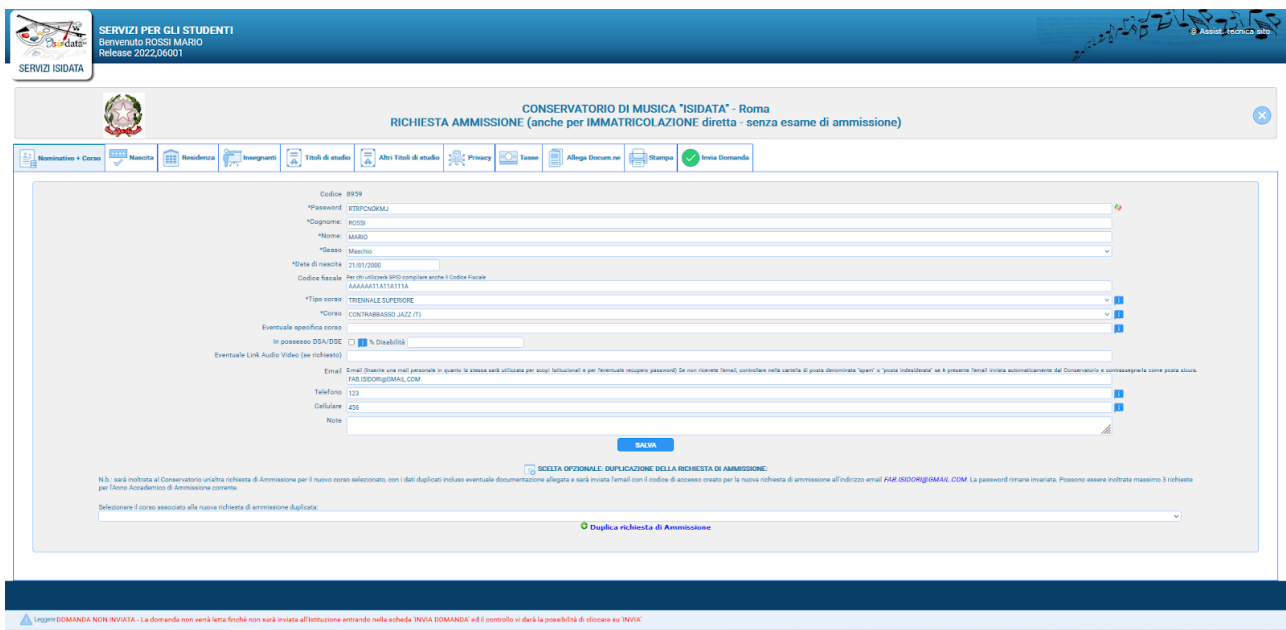 SERVIZI PER GLI STUDENTI
Benvenuto ROSSI MARIO
Release 2022,06001
@ Assist. tecnica sito
Isidata
SERVIZI ISIDATA
CONSERVATORIO DI MUSICA "ISIDATA" - Roma
RICHIESTA AMMISSIONE (anche per IMMATRICOLAZIONE diretta - senza esame di ammissione)
Nominativo + Corso Nascita Residenza Insegnanti Titoli di studio Altri Titoli di studio Privacy Tasse Allega Docum.ne Stampa Invia Domanda
Codice 8959
*Password RTRPCNOKMJ
*Cognome: ROSSI
*Nome: MARIO
*Sesso Maschio
*Data di nascita 21/01/2000
Codice fiscale Per chi utilizzerà SPID compilare anche il Codice Fiscale
AAAAAA11A11A111A
*Tipo corso TRIENNALE SUPERIORE
*Corso CONTRABBASSO JAZZ (T)
Eventuale specifica corso
In possesso DSA/DSE % Disabilità
Eventuale Link Audio Video (se richiesto)
Email E-mail (Inserire una mail personale in quanto la stessa sarà utilizzata per scopi istituzionali e per l'eventuale recupero password) Se non ricevete l'email, controllare nella cartella di posta denominata "spam" o "posta indesiderata" se è presente l'email inviata automaticamente dal Conservatorio e contrassegnarla come posta sicura.
FAB.ISIDORI@GMAIL.COM
Telefono 123
Cellulare 456
Note
SALVA
SCELTA OPZIONALE: DUPLICAZIONE DELLA RICHIESTA DI AMMISSIONE:
N.b.: sarà inoltrata al Conservatorio un'altra richiesta di Ammissione per il nuovo corso selezionato, con i dati duplicati incluso eventuale documentazione allegata e sarà inviata l'email con il codice di accesso creato per la nuova richiesta di ammissione all'indirizzo email FAB.ISIDORI@GMAIL.COM. La password rimane invariata. Possono essere inoltrate massimo 3 richieste
per l'Anno Accademico di Ammissione corrente.
Selezionare il corso associato alla nuova richiesta di ammissione duplicata:
Duplica richiesta di Ammissione
Leggere DOMANDA NON INVIATA - La domanda non verrà letta finchè non sarà inviata all'Istituzione entrando nella scheda 'INVIA DOMANDA' ed il controllo vi darà la possibilità di cliccare su 'INVIA'